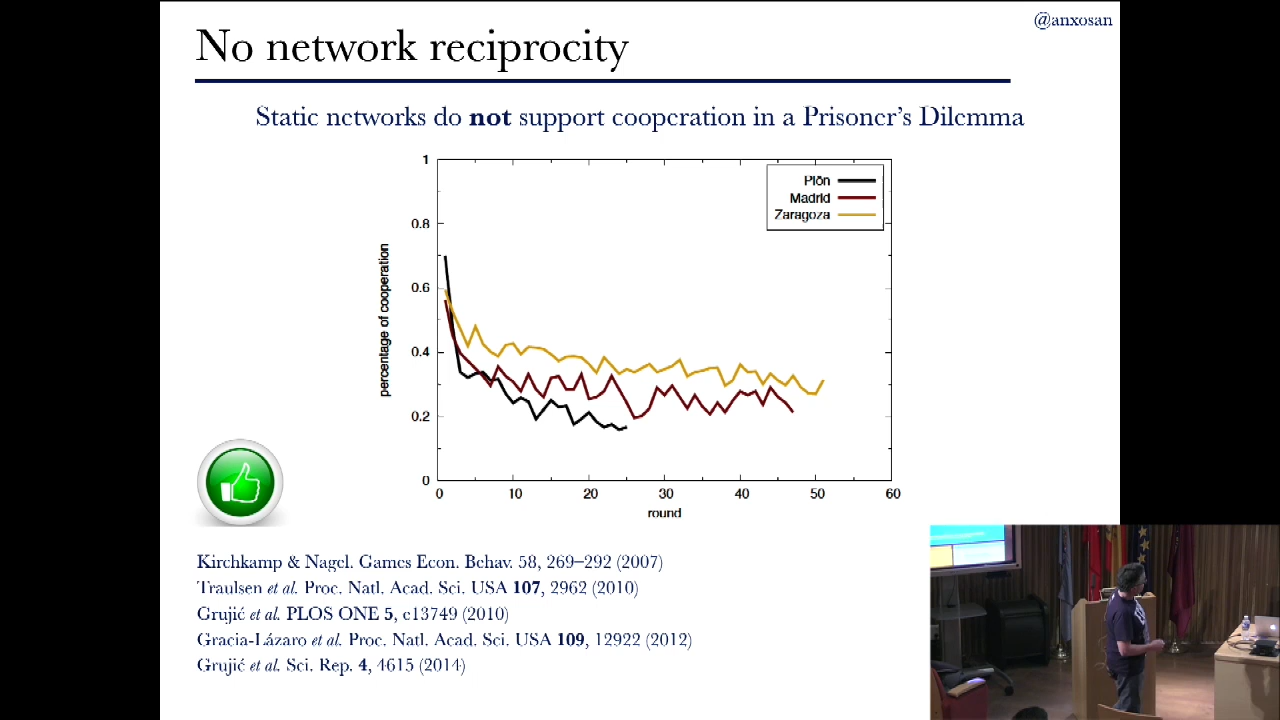 @anxosan
No network reciprocity
Static networks do not support cooperation in a Prisoner's Dilemma
1
0.8
0.6
0.4
0.2
0
percentage of cooperation
Plön
Madrid
Zaragoza
0 10 20 30 40 50 60
round
Kirchkamp & Nagel. Games Econ. Behav. 58, 269–292 (2007)
Traulsen et al. Proc. Natl. Acad. Sci. USA 107, 2962 (2010)
Grujić et al. PLOS ONE 5, e13749 (2010)
Gracia-Lázaro et al. Proc. Natl. Acad. Sci. USA 109, 12922 (2012)
Grujić et al. Sci. Rep. 4, 4615 (2014)